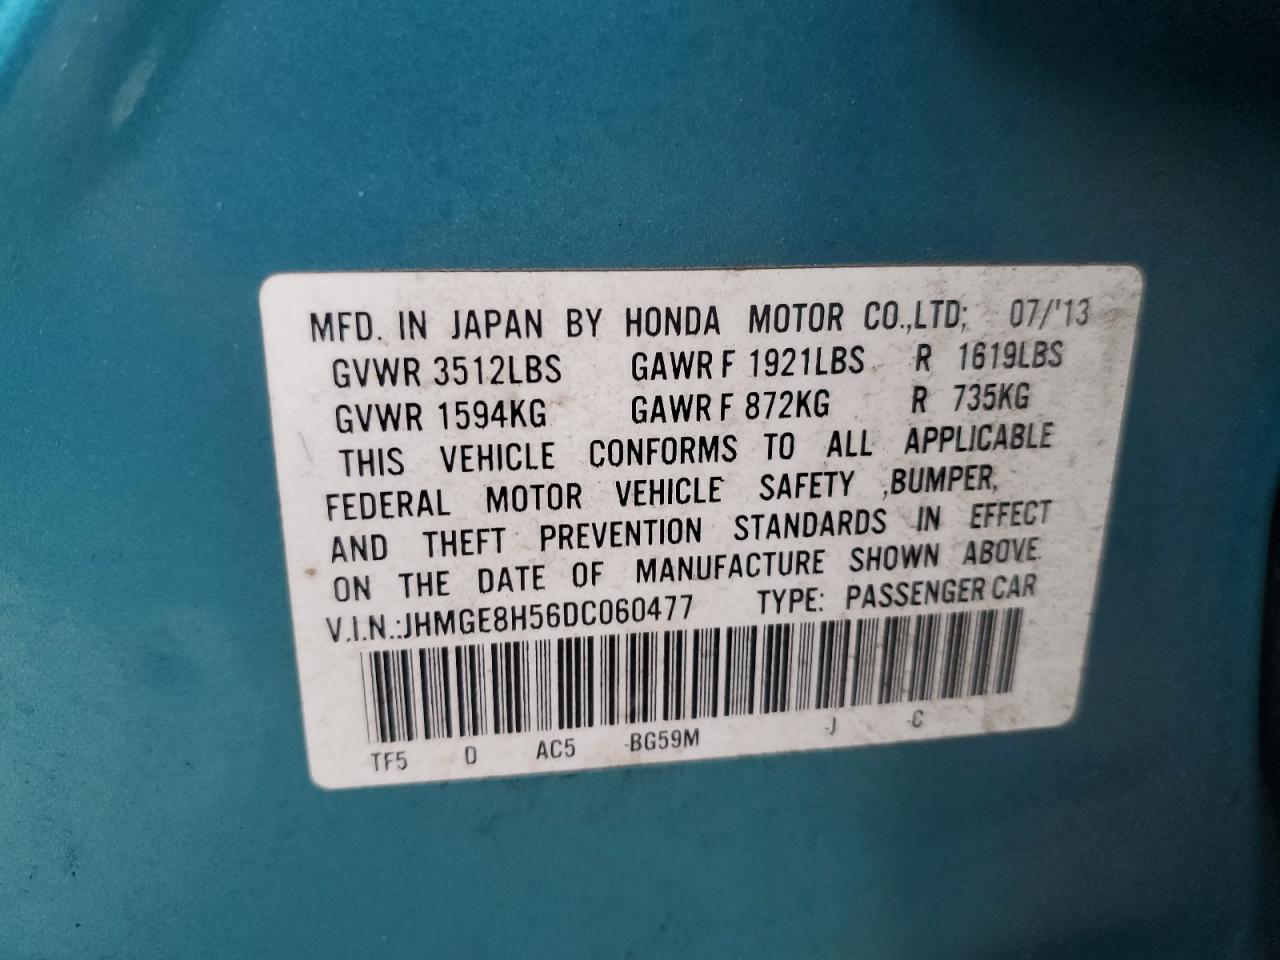 MFD. IN JAPAN BY HONDA MOTOR CO.,LTD; 07/'13
GVWR 3512LBS GAWR F 1921LBS R 1619LBS
GVWR 1594KG GAWR F 872KG R 735KG
THIS VEHICLE CONFORMS TO ALL APPLICABLE
FEDERAL MOTOR VEHICLE SAFETY ,BUMPER,
AND THEFT PREVENTION STANDARDS IN EFFECT
ON THE DATE OF MANUFACTURE SHOWN ABOVE.
V.I.N.:JHMGE8H56DC060477 TYPE: PASSENGER CAR
TF5 0 AC5 -BG59M -J -C